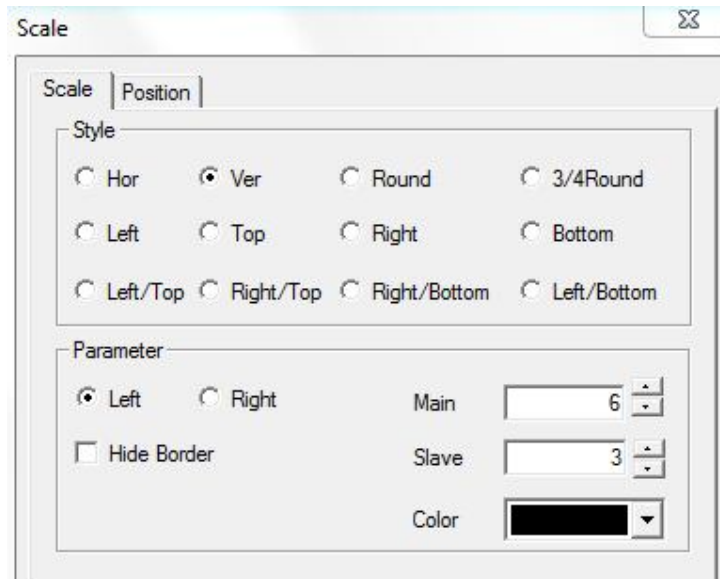 Scale
Scale Position
Style
Hor Ver Round 3/4Round
Left Top Right Bottom
Left/Top Right/Top Right/Bottom Left/Bottom
Parameter
Left Right Main 6
Hide Border Slave 3
Color